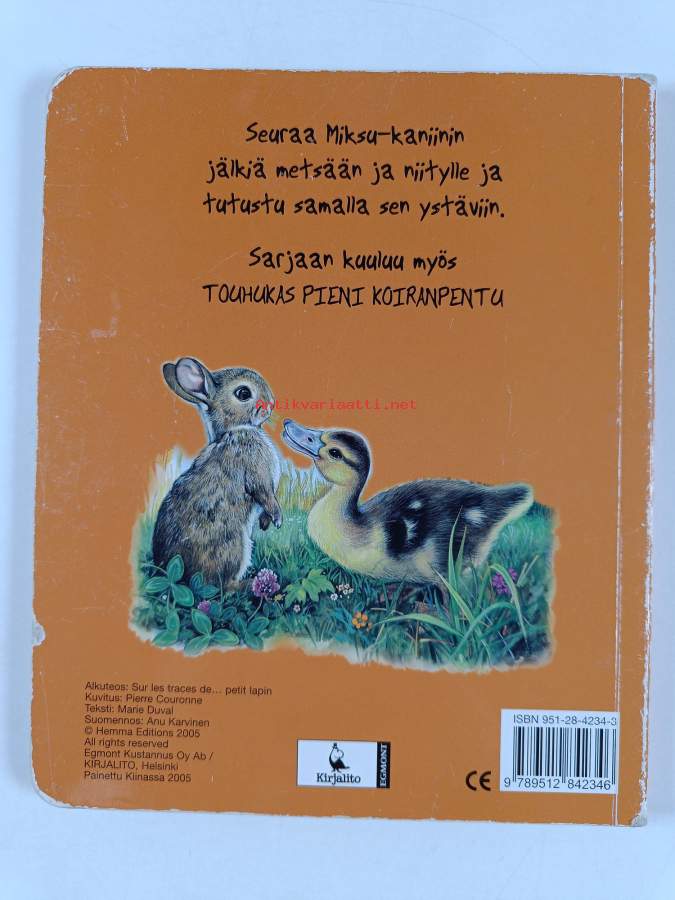 Seuraa Miksu-kaniinin
jälkiä metsään ja niitylle ja
tutustu samalla sen ystäviin.
Sarjaan kuuluu myös
TOUHUKAS PIENI KOIRANPENTU
Antikvariaatti.net
Alkuteos: Sur les traces de... petit lapin
Kuvitus: Pierre Couronne
Teksti: Marie Duval
Suomennos: Anu Karvinen
© Hemma Editions 2005
All rights reserved
Egmont Kustannus Oy Ab /
KIRJALITO, Helsinki
Painettu Kiinassa 2005
Kirjalito
EGMONT
CE
ISBN 951-28-4234-3
9 789512 842346